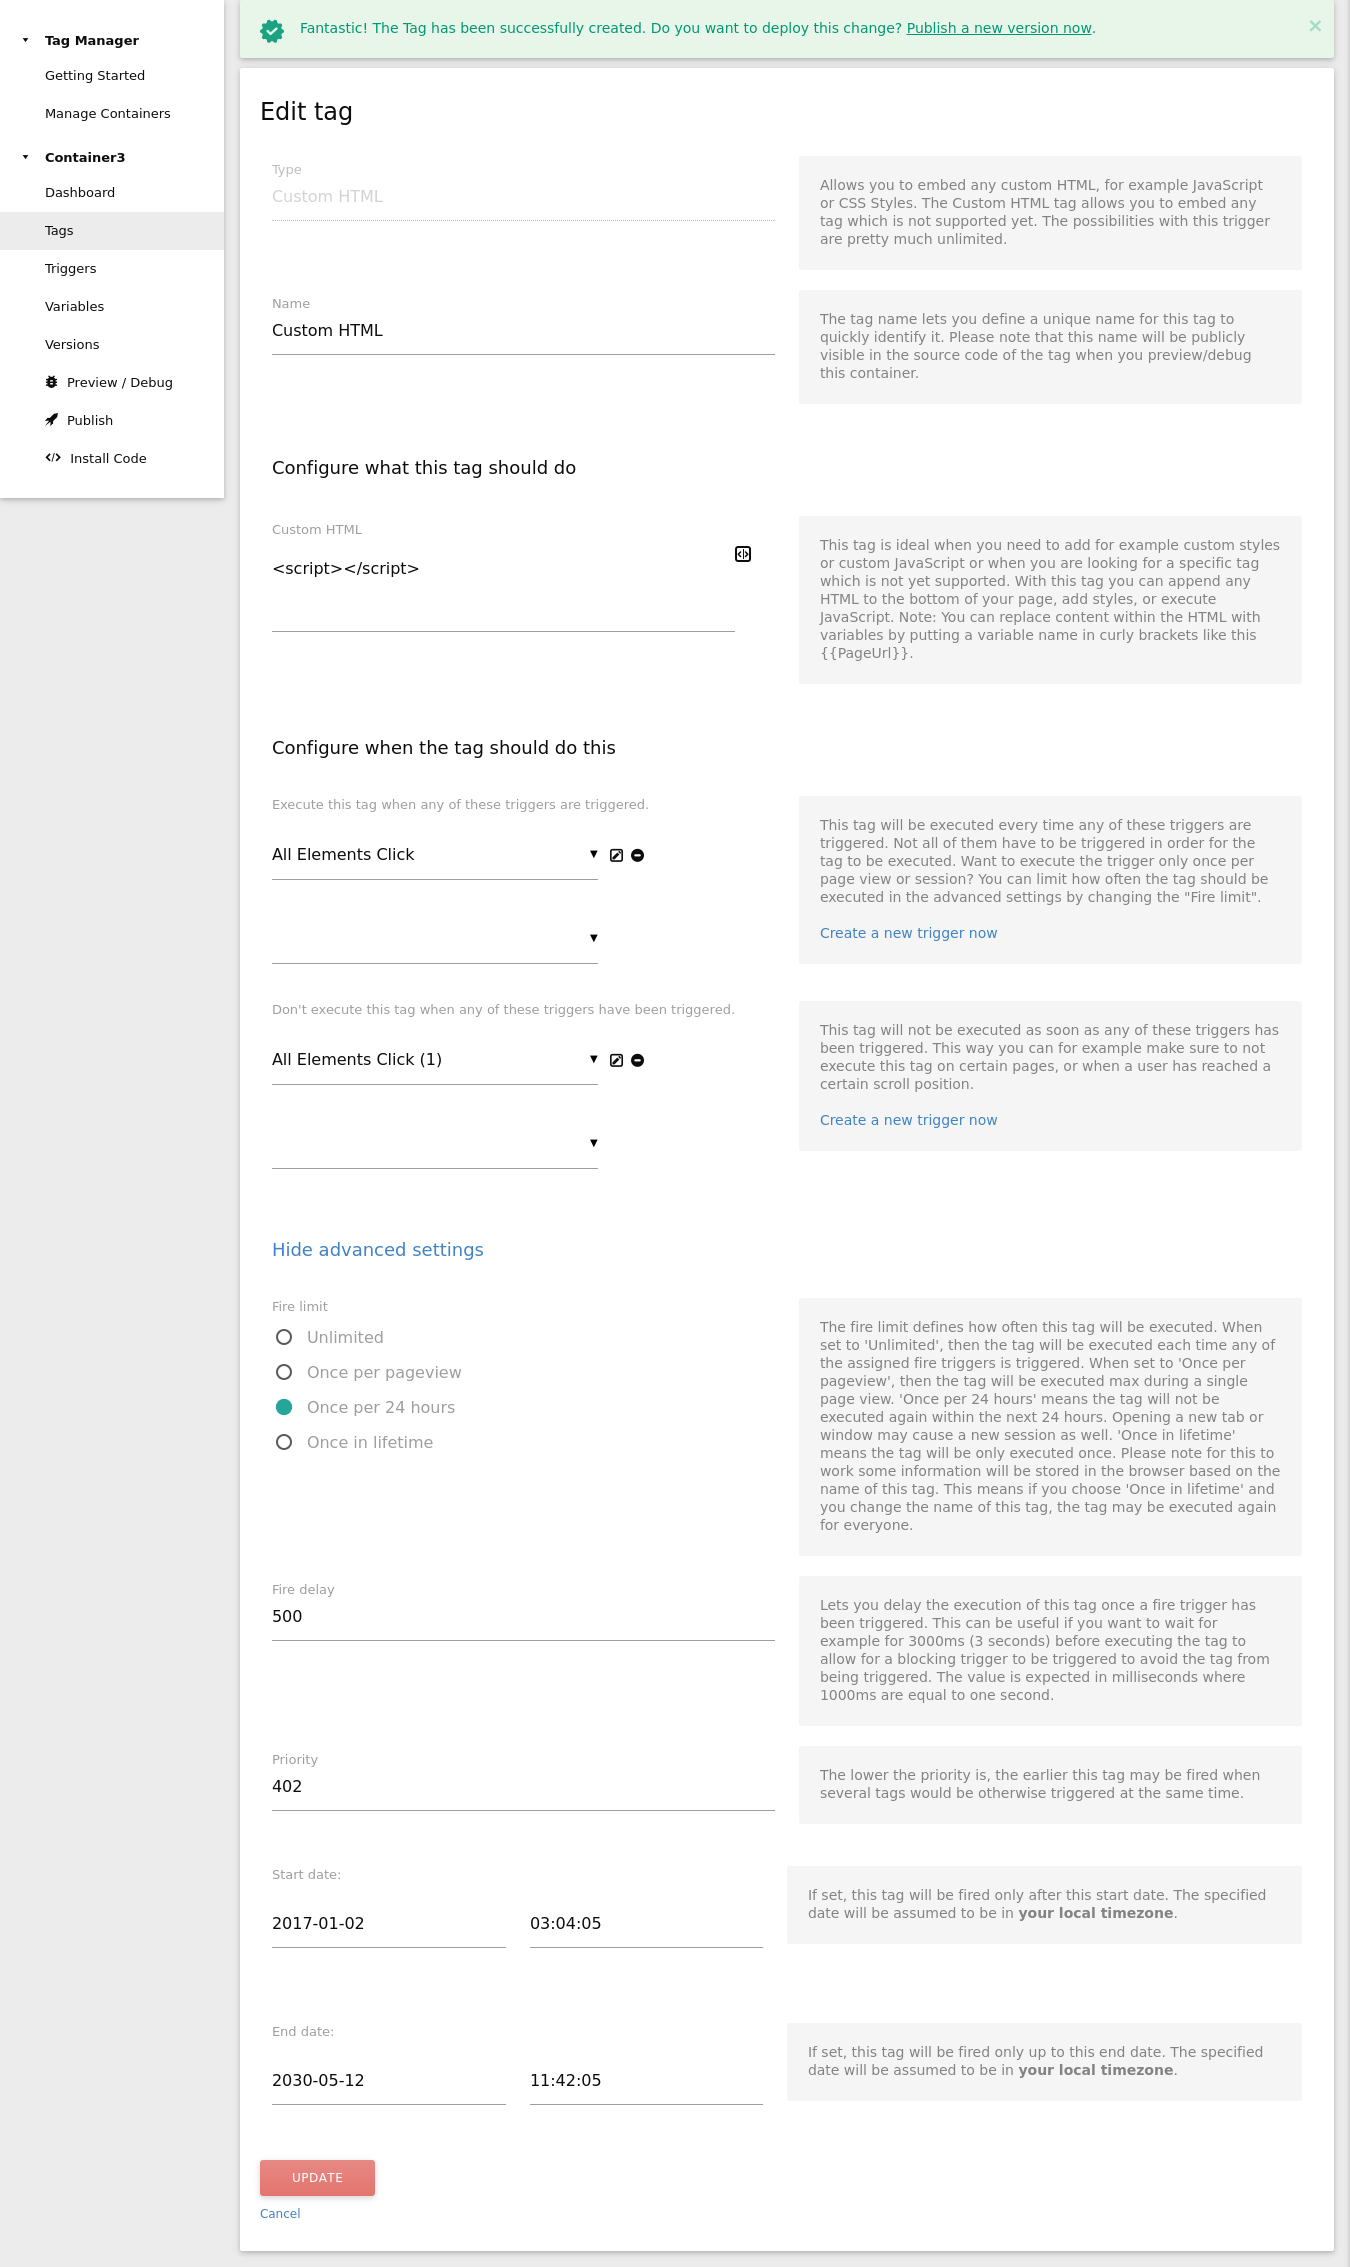 Tag Manager
Getting Started
Manage Containers
Container3
Dashboard
Tags
Triggers
Variables
Versions
Preview / Debug
Publish
Install Code
Fantastic! The Tag has been successfully created. Do you want to deploy this change? Publish a new version now.
×
Edit tag
Type
Custom HTML
Allows you to embed any custom HTML, for example JavaScript
or CSS Styles. The Custom HTML tag allows you to embed any
tag which is not supported yet. The possibilities with this trigger
are pretty much unlimited.
Name
Custom HTML
The tag name lets you define a unique name for this tag to
quickly identify it. Please note that this name will be publicly
visible in the source code of the tag when you preview/debug
this container.
Configure what this tag should do
Custom HTML
<script></script>
This tag is ideal when you need to add for example custom styles
or custom JavaScript or when you are looking for a specific tag
which is not yet supported. With this tag you can append any
HTML to the bottom of your page, add styles, or execute
JavaScript. Note: You can replace content within the HTML with
variables by putting a variable name in curly brackets like this
{{PageUrl}}.
Configure when the tag should do this
Execute this tag when any of these triggers are triggered.
All Elements Click
This tag will be executed every time any of these triggers are
triggered. Not all of them have to be triggered in order for the
tag to be executed. Want to execute the trigger only once per
page view or session? You can limit how often the tag should be
executed in the advanced settings by changing the "Fire limit".
Create a new trigger now
Don't execute this tag when any of these triggers have been triggered.
All Elements Click (1)
This tag will not be executed as soon as any of these triggers has
been triggered. This way you can for example make sure to not
execute this tag on certain pages, or when a user has reached a
certain scroll position.
Create a new trigger now
Hide advanced settings
Fire limit
Unlimited
Once per pageview
Once per 24 hours
Once in lifetime
The fire limit defines how often this tag will be executed. When
set to 'Unlimited', then the tag will be executed each time any of
the assigned fire triggers is triggered. When set to 'Once per
pageview', then the tag will be executed max during a single
page view. 'Once per 24 hours' means the tag will not be
executed again within the next 24 hours. Opening a new tab or
window may cause a new session as well. 'Once in lifetime'
means the tag will be only executed once. Please note for this to
work some information will be stored in the browser based on the
name of this tag. This means if you choose 'Once in lifetime' and
you change the name of this tag, the tag may be executed again
for everyone.
Fire delay
500
Lets you delay the execution of this tag once a fire trigger has
been triggered. This can be useful if you want to wait for
example for 3000ms (3 seconds) before executing the tag to
allow for a blocking trigger to be triggered to avoid the tag from
being triggered. The value is expected in milliseconds where
1000ms are equal to one second.
Priority
402
The lower the priority is, the earlier this tag may be fired when
several tags would be otherwise triggered at the same time.
Start date:
2017-01-02 03:04:05
If set, this tag will be fired only after this start date. The specified
date will be assumed to be in your local timezone.
End date:
2030-05-12 11:42:05
If set, this tag will be fired only up to this end date. The specified
date will be assumed to be in your local timezone.
UPDATE
Cancel